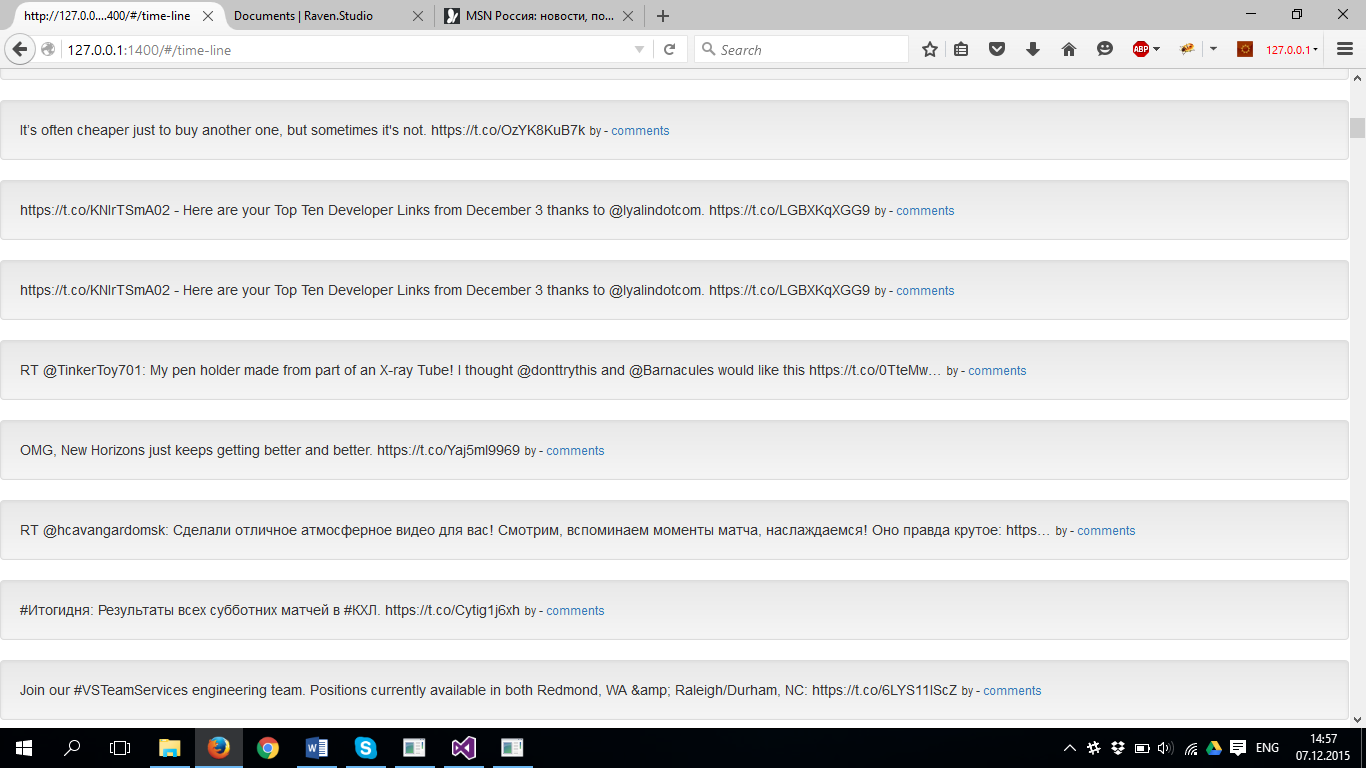 http://127.0.0....400/#/time-line
Documents | Raven.Studio
MSN Россия: новости, по...
127.0.0.1:1400/#/time-line
Search
ABP
127.0.0.1
It's often cheaper just to buy another one, but sometimes it's not. https://t.co/OzYK8KuB7k by - comments
https://t.co/KNlrTSmA02 - Here are your Top Ten Developer Links from December 3 thanks to @lyalindotcom. https://t.co/LGBXKqXGG9 by - comments
https://t.co/KNlrTSmA02 - Here are your Top Ten Developer Links from December 3 thanks to @lyalindotcom. https://t.co/LGBXKqXGG9 by - comments
RT @TinkerToy701: My pen holder made from part of an X-ray Tube! I thought @donttrythis and @Barnacules would like this https://t.co/0TteMw… by - comments
OMG, New Horizons just keeps getting better and better. https://t.co/Yaj5ml9969 by - comments
RT @hcavangardomsk: Сделали отличное атмосферное видео для вас! Смотрим, вспоминаем моменты матча, наслаждаемся! Оно правда крутое: https… by - comments
#Итогидня: Результаты всех субботних матчей в #КХЛ. https://t.co/Cytig1j6xh by - comments
Join our #VSTeamServices engineering team. Positions currently available in both Redmond, WA &amp; Raleigh/Durham, NC: https://t.co/6LYS11lScZ by - comments
ENG
14:57
07.12.2015